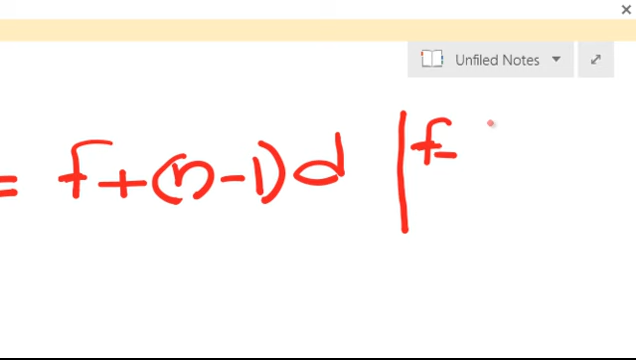 Unfiled Notes
= f+(n-1)d | f-